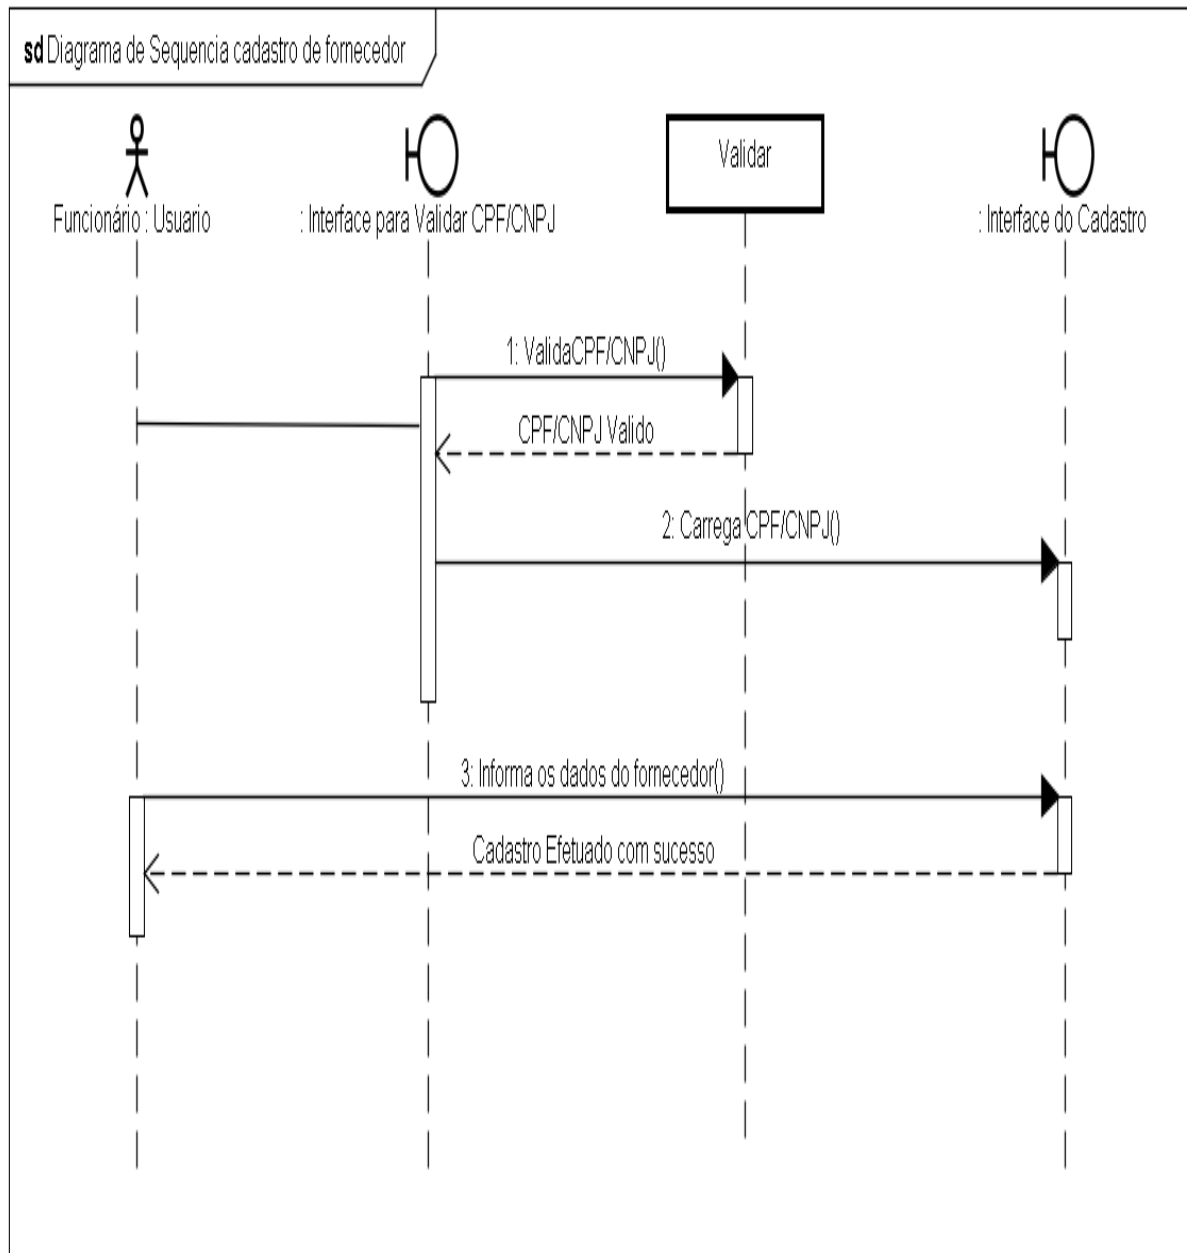 sd Diagrama de Sequencia cadastro de fornecedor
Validar
Funcionário : Usuario
: Interface para Validar CPF/CNPJ
: Interface do Cadastro
1: ValidaCPF/CNPJ()
CPF/CNPJ Valido
2: Carrega CPF/CNPJ()
3: Informa os dados do fornecedor()
Cadastro Efetuado com sucesso